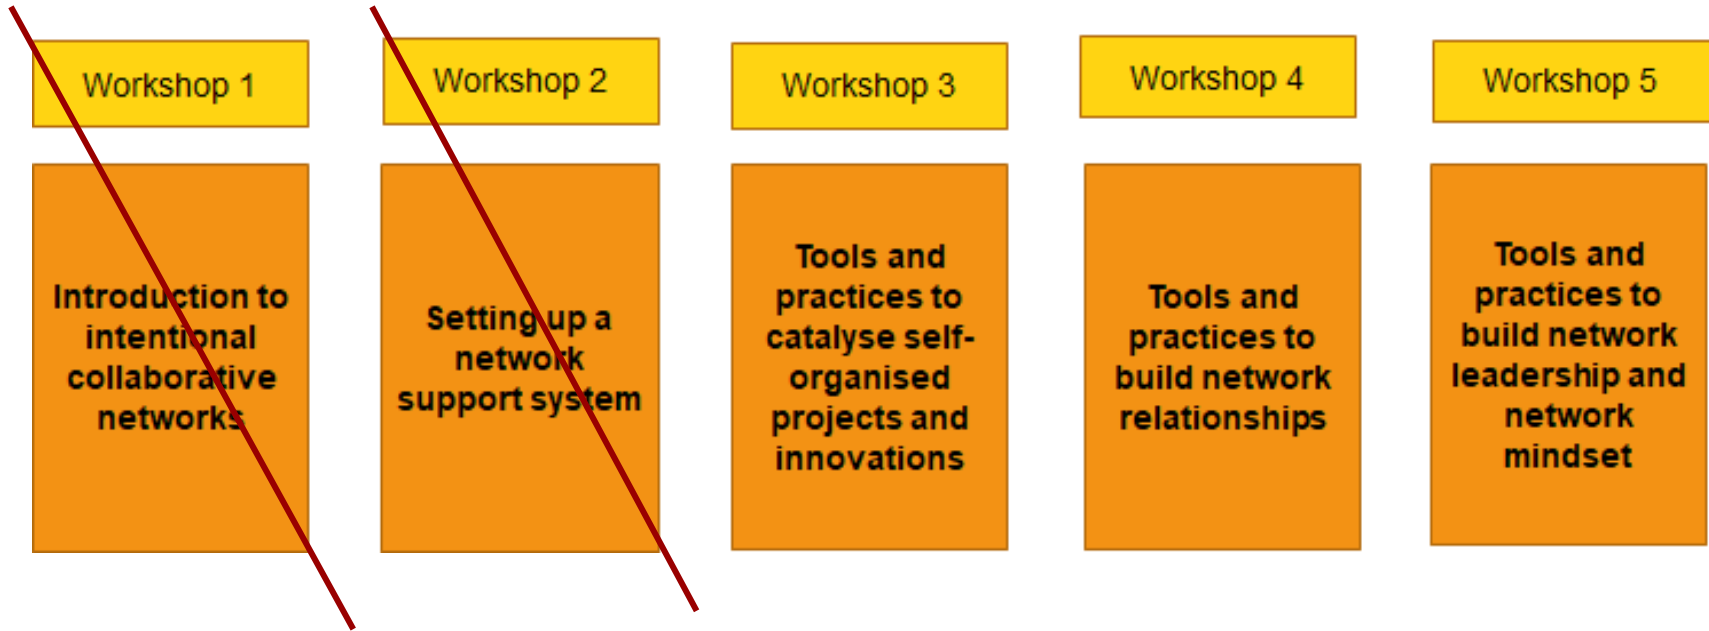 Workshop 1
Introduction to
intentional
collaborative
networks
Workshop 2
Setting up a
network
support system
Workshop 3
Tools and
practices to
catalyse self-
organised
projects and
innovations
Workshop 4
Tools and
practices to
build network
relationships
Workshop 5
Tools and
practices to
build network
leadership and
network
mindset